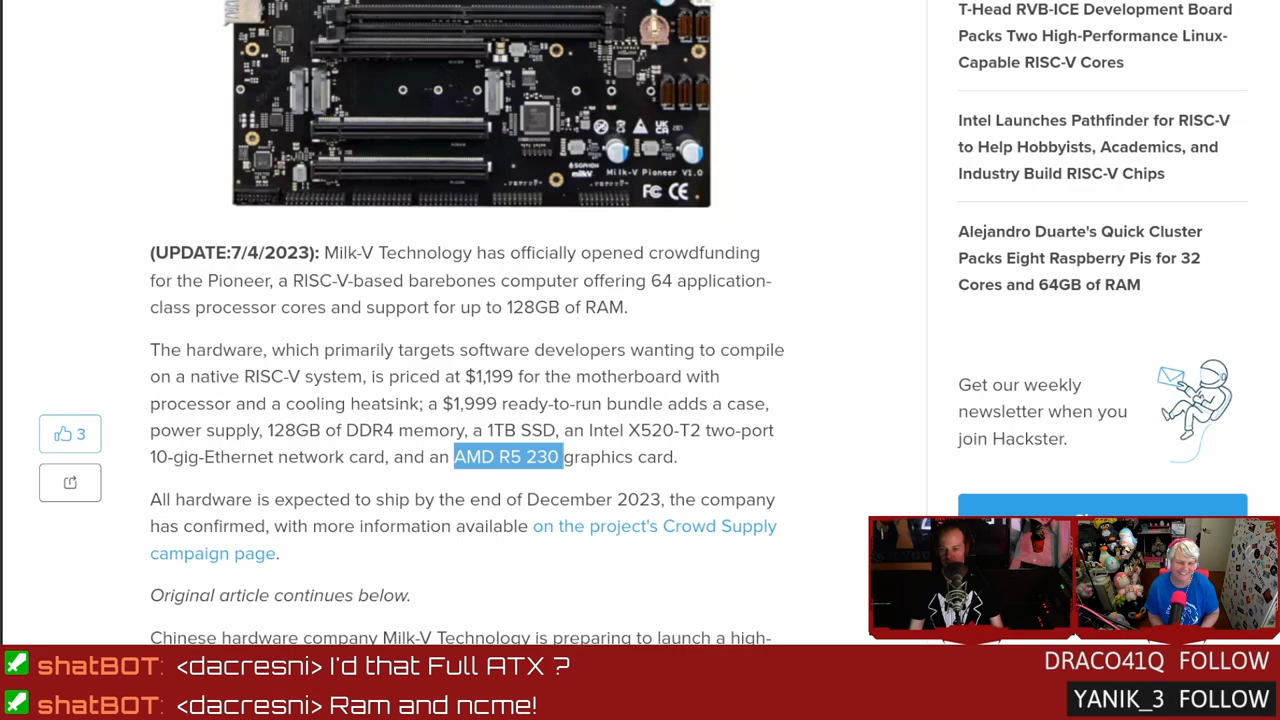 SOPHON
milkV
Milk-V Pioneer V1.0
UK
CA
FC CE
(UPDATE:7/4/2023): Milk-V Technology has officially opened crowdfunding
for the Pioneer, a RISC-V-based barebones computer offering 64 application-
class processor cores and support for up to 128GB of RAM.
The hardware, which primarily targets software developers wanting to compile
on a native RISC-V system, is priced at $1,199 for the motherboard with
processor and a cooling heatsink; a $1,999 ready-to-run bundle adds a case,
power supply, 128GB of DDR4 memory, a 1TB SSD, an Intel X520-T2 two-port
10-gig-Ethernet network card, and an AMD R5 230 graphics card.
3
All hardware is expected to ship by the end of December 2023, the company
has confirmed, with more information available on the project's Crowd Supply
campaign page.
Original article continues below.
Chinese hardware company Milk-V Technology is preparing to launch a high-
T-Head RVB-ICE Development Board
Packs Two High-Performance Linux-
Capable RISC-V Cores
Intel Launches Pathfinder for RISC-V
to Help Hobbyists, Academics, and
Industry Build RISC-V Chips
Alejandro Duarte's Quick Cluster
Packs Eight Raspberry Pis for 32
Cores and 64GB of RAM
Get our weekly
newsletter when you
join Hackster.
shatBOT: <dacresni> I'd that Full ATX ?
shatBOT: <dacresni> Ram and ncme!
DRACO41Q FOLLOW
YANIK_3 FOLLOW